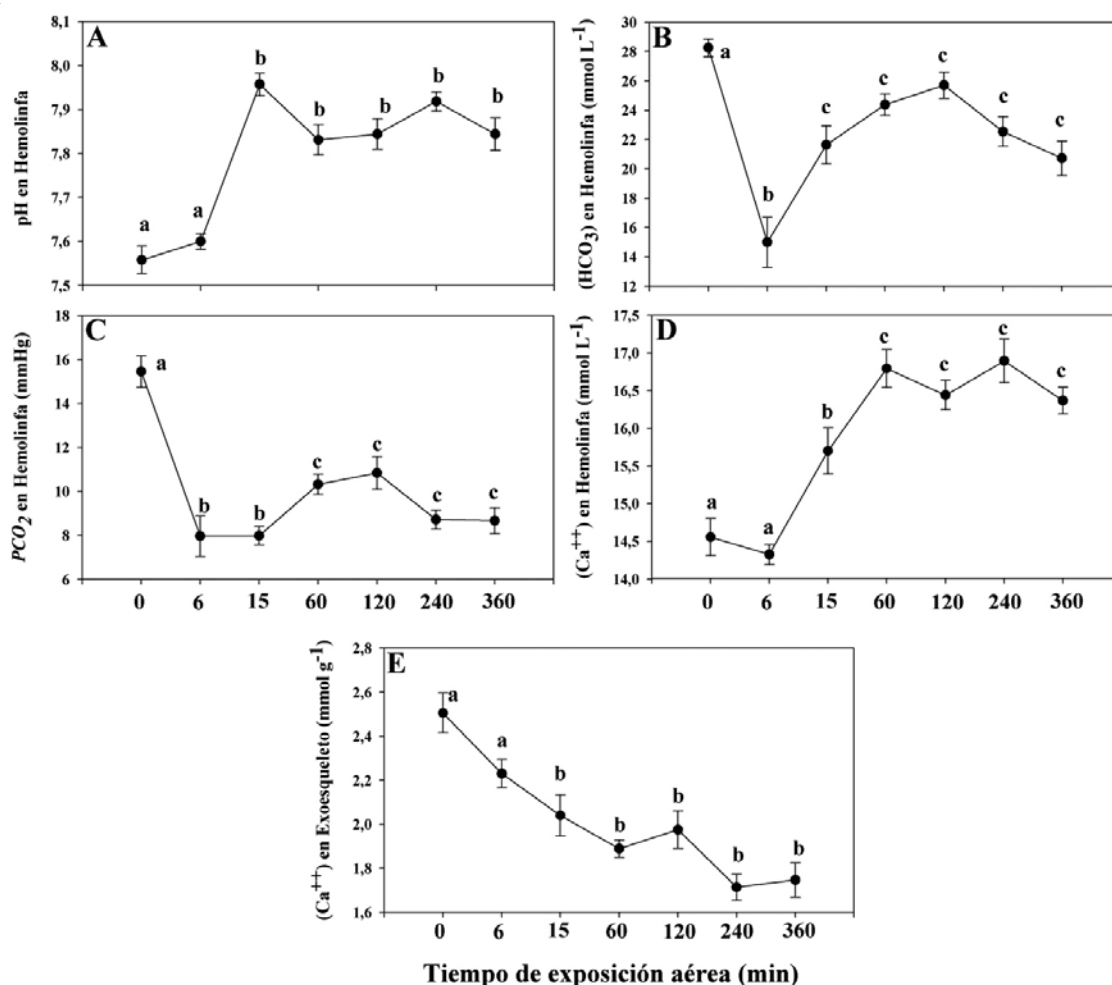 A
pH en Hemolinfa
8,1
8,0
7,9
7,8
7,7
7,6
7,5
a
a
b
b
b
b
b
B
(HCO3) en Hemolinfa (mmol L-1)
30
28
26
24
22
20
18
16
14
12
a
b
c
c
c
c
c
C
PCO2 en Hemolinfa (mmHg)
18
16
14
12
10
8
6
a
b
b
c
c
c
c
0 6 15 60 120 240 360
D
(Ca++) en Hemolinfa (mmol L-1)
17,5
17,0
16,5
16,0
15,5
15,0
14,5
14,0
a
a
b
c
c
c
c
0 6 15 60 120 240 360
E
(Ca++) en Exoesqueleto (mmol g-1)
2,8
2,6
2,4
2,2
2,0
1,8
1,6
a
a
b
b
b
b
b
0 6 15 60 120 240 360
Tiempo de exposición aérea (min)